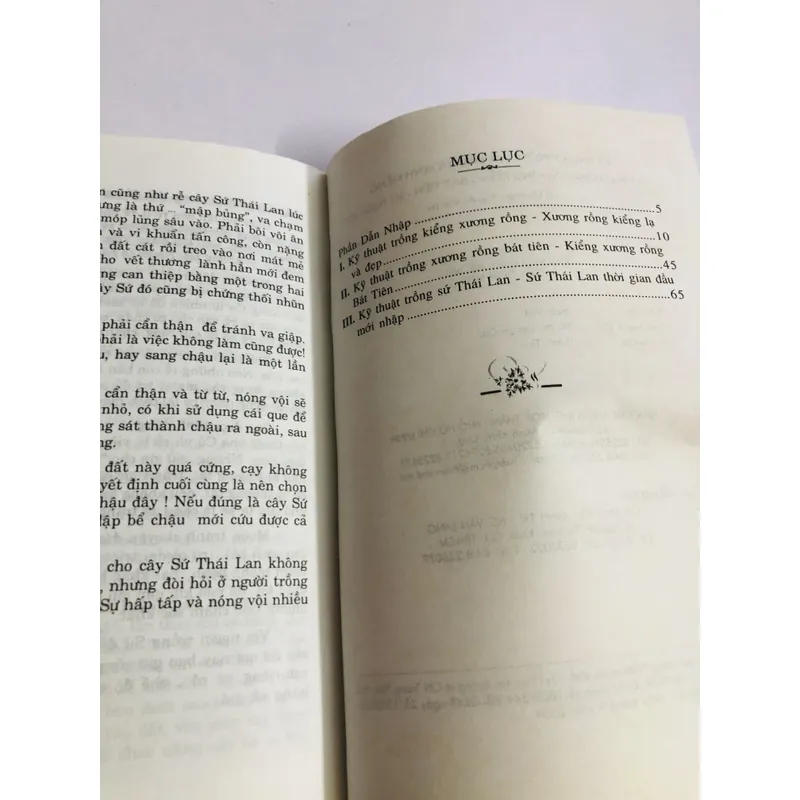 n cũng như rễ cây Sứ Thái Lan lúc
ưng là thứ ... "mập bủng", va chạm
móp lủng sâu vào. Phải bôi vôi ăn
n và vi khuẩn tấn công, còn nặng
n đất cát rồi treo vào nơi mát mẻ
ho vết thương lành hẳn mới đem
ng can thiệp bằng một trong hai
ây Sứ đó cũng bị chứng thối nhũn
phải cẩn thận để tránh va giập.
hải là việc không làm cũng được!
u, hay sang chậu lại là một lần
cẩn thận và từ từ, nóng vội sẽ
nhỏ, có khi sử dụng cái que để
ng sát thành chậu ra ngoài, sau
ng.
đất này quá cứng, cạy không
yết định cuối cùng là nên chọn
hậu đây ! Nếu đúng là cây Sứ
đập bể chậu mới cứu được cả
cho cây Sứ Thái Lan không
, nhưng đòi hỏi ở người trồng
Sự hấp tấp và nóng vội nhiều
MỤC LỤC
Phần Dẫn Nhập ........ 5
I. Kỹ thuật trồng kiểng xương rồng - Xương rồng kiểng lạ
và đẹp ........ 10
II. Kỹ thuật trồng xương rồng bát tiên - Kiểng xương rồng
Bát Tiên ........ 45
III. Kỹ thuật trồng sứ Thái Lan - Sứ Thái Lan thời gian đầu
mới nhập ........ 65